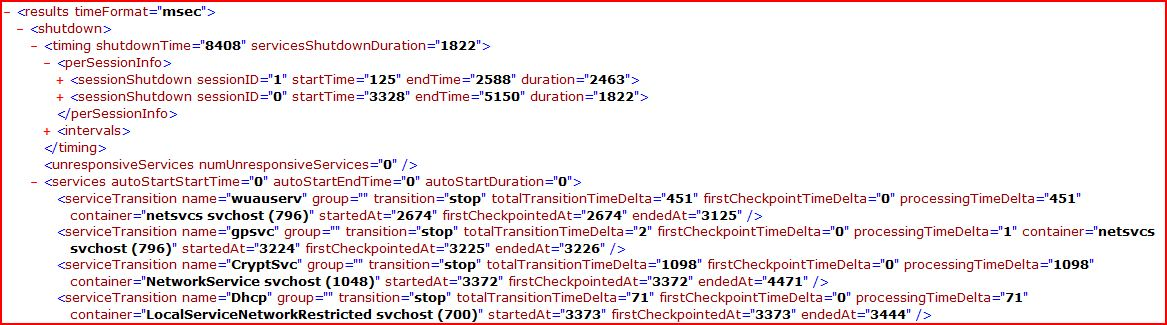 - <results timeFormat="msec">
- <shutdown>
- <timing shutdownTime="8408" servicesShutdownDuration="1822">
- <perSessionInfo>
+ <sessionShutdown sessionID="1" startTime="125" endTime="2588" duration="2463">
+ <sessionShutdown sessionID="0" startTime="3328" endTime="5150" duration="1822">
</perSessionInfo>
+ <intervals>
</timing>
<unresponsiveServices numUnresponsiveServices="0" />
- <services autoStartStartTime="0" autoStartEndTime="0" autoStartDuration="0">
<serviceTransition name="wuauserv" group="" transition="stop" totalTransitionTimeDelta="451" firstCheckpointTimeDelta="0" processingTimeDelta="451"
container="netsvcs svchost (796)" startedAt="2674" firstCheckpointedAt="2674" endedAt="3125" />
<serviceTransition name="gpsvc" group="" transition="stop" totalTransitionTimeDelta="2" firstCheckpointTimeDelta="0" processingTimeDelta="1" container="netsvcs
svchost (796)" startedAt="3224" firstCheckpointedAt="3225" endedAt="3226" />
<serviceTransition name="CryptSvc" group="" transition="stop" totalTransitionTimeDelta="1098" firstCheckpointTimeDelta="0" processingTimeDelta="1098"
container="NetworkService svchost (1048)" startedAt="3372" firstCheckpointedAt="3372" endedAt="4471" />
<serviceTransition name="Dhcp" group="" transition="stop" totalTransitionTimeDelta="71" firstCheckpointTimeDelta="0" processingTimeDelta="71"
container="LocalServiceNetworkRestricted svchost (700)" startedAt="3373" firstCheckpointedAt="3373" endedAt="3444" />